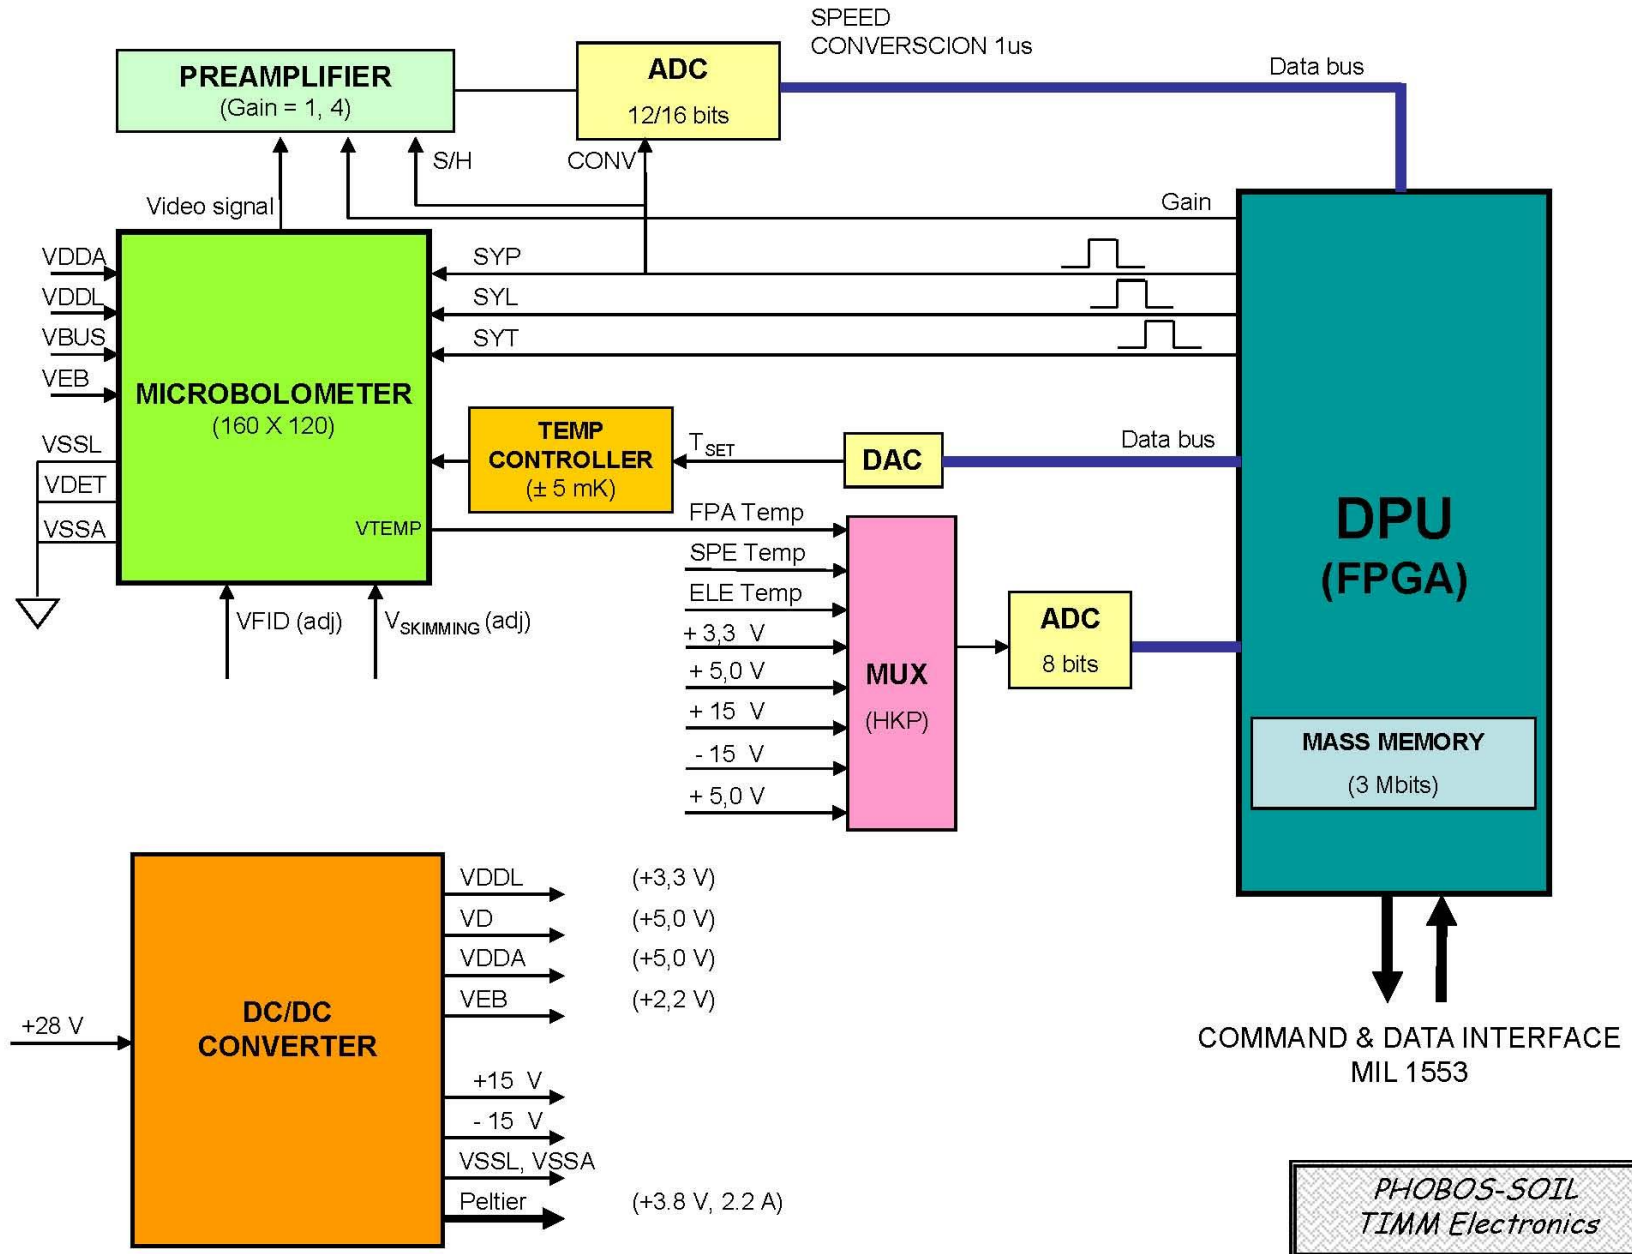 SPEED
CONVERSCION 1us
PREAMPLIFIER
(Gain = 1, 4)
ADC
12/16 bits
Data bus
S/H
CONV
Video signal
Gain
VDDA
VDDL
VBUS
VEB
SYP
SYL
SYT
MICROBOLOMETER
(160 X 120)
VSSL
VDET
VSSA
VTEMP
TEMP
CONTROLLER
(± 5 mK)
TSET
DAC
Data bus
DPU
(FPGA)
FPA Temp
SPE Temp
ELE Temp
+ 3,3 V
+ 5,0 V
+ 15 V
- 15 V
+ 5,0 V
MUX
(HKP)
ADC
8 bits
VFID (adj)
VSKIMMING (adj)
MASS MEMORY
(3 Mbits)
+28 V
DC/DC
CONVERTER
VDDL (+3,3 V)
VD (+5,0 V)
VDDA (+5,0 V)
VEB (+2,2 V)
+15 V
- 15 V
VSSL, VSSA
Peltier (+3.8 V, 2.2 A)
COMMAND & DATA INTERFACE
MIL 1553
PHOBOS-SOIL
TIMM Electronics